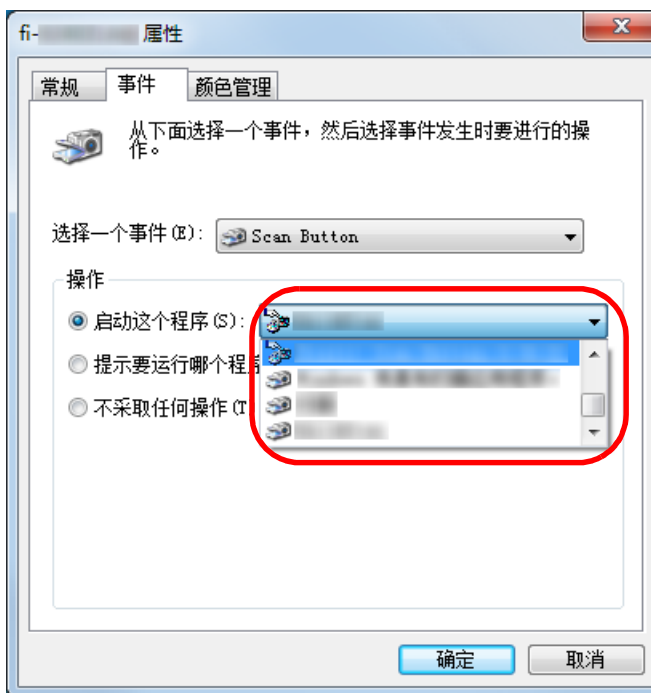 fi- 属性
常规 事件 颜色管理
从下面选择一个事件，然后选择事件发生时要进行的操
作。
选择一个事件(E): Scan Button
操作
启动这个程序(S):
提示要运行哪个程序
不采取任何操作(T
确定 取消